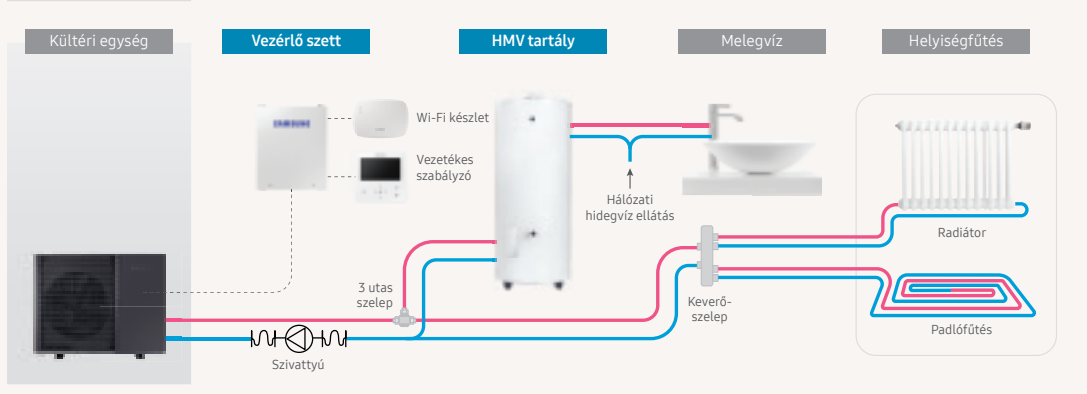 Kültéri egység
Vezérlő szett
HMV tartály
Melegvíz
Helyiségfűtés
SAMSUNG
Wi-Fi készlet
Vezetékes
szabályzó
Hálózati
hidegvíz ellátás
Radiátor
3 utas
szelep
Keverő-
szelep
Padlófűtés
Szivattyú